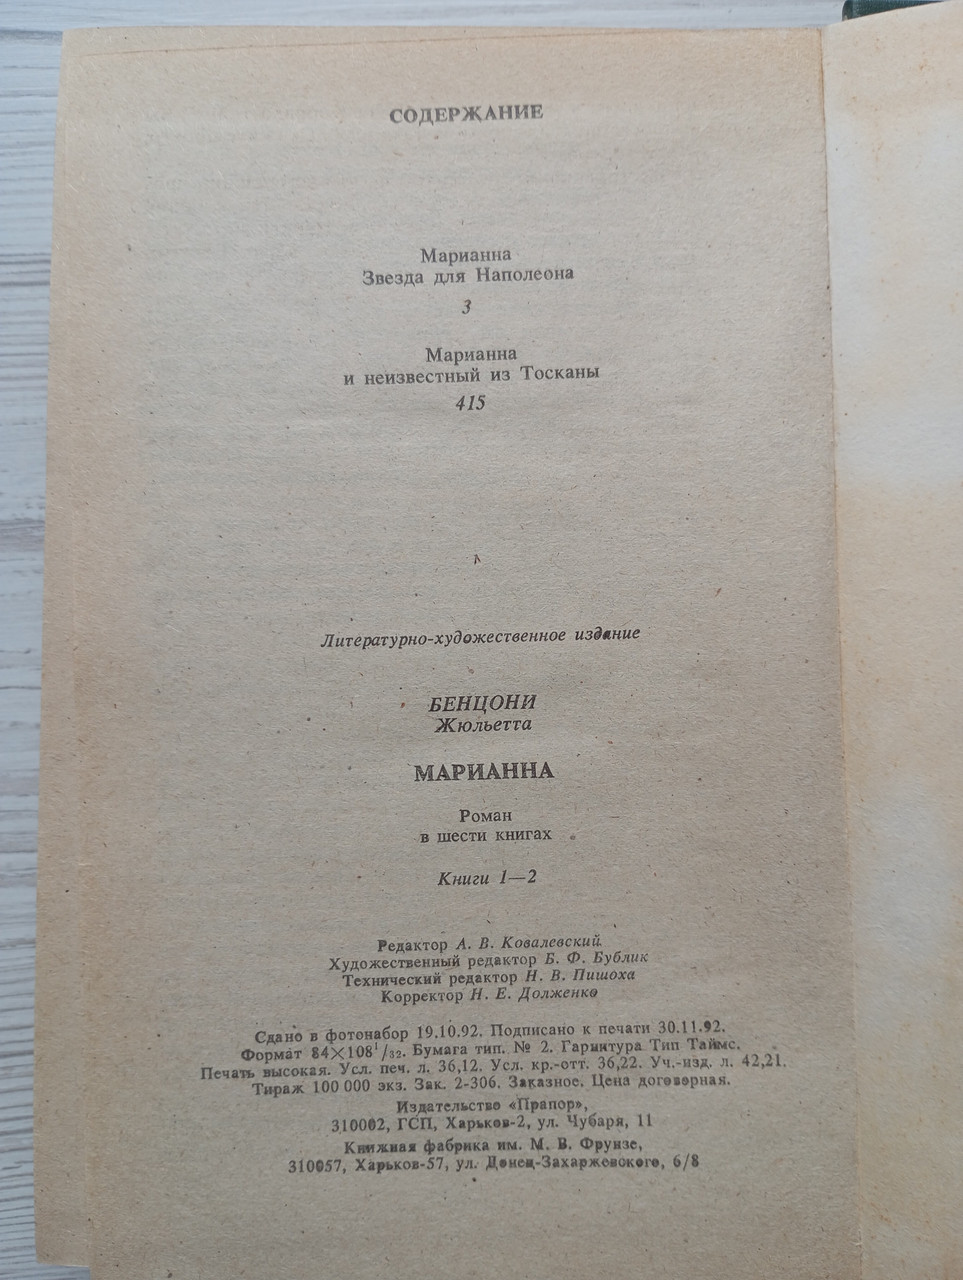 СОДЕРЖАНИЕ
Марианна
Звезда для Наполеона
3
Марианна
и неизвестный из Тосканы
415
Литературно-художественное издание
БЕНЦОНИ
Жюльетта
МАРИАННА
Роман
в шести книгах
Книги 1—2
Редактор А. В. Ковалевский
Художественный редактор Б. Ф. Бублик
Технический редактор Н. В. Пишоха
Корректор Н. Е. Долженко
Сдано в фотонабор 19.10.92. Подписано к печати 30.11.92.
Формат 84×108¹/₃₂. Бумага тип. № 2. Гарнитура Тип Таймс.
Печать высокая. Усл. печ. л. 36,12. Усл. кр.-отт. 36,22. Уч.-изд. л. 42,21.
Тираж 100 000 экз. Зак. 2-306. Заказное. Цена договорная.
Издательство «Прапор»,
310002, ГСП, Харьков-2, ул. Чубаря, 11
Книжная фабрика им. М. В. Фрунзе,
310057, Харьков-57, ул. Донец-Захаржевского, 6/8